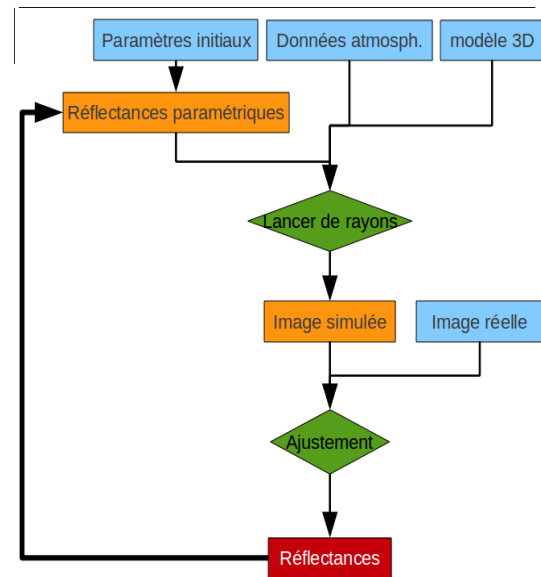 Paramètres initiaux
Données atmosph.
modèle 3D
Réflectances paramétriques
Lancer de rayons
Image simulée
Image réelle
Ajustement
Réflectances